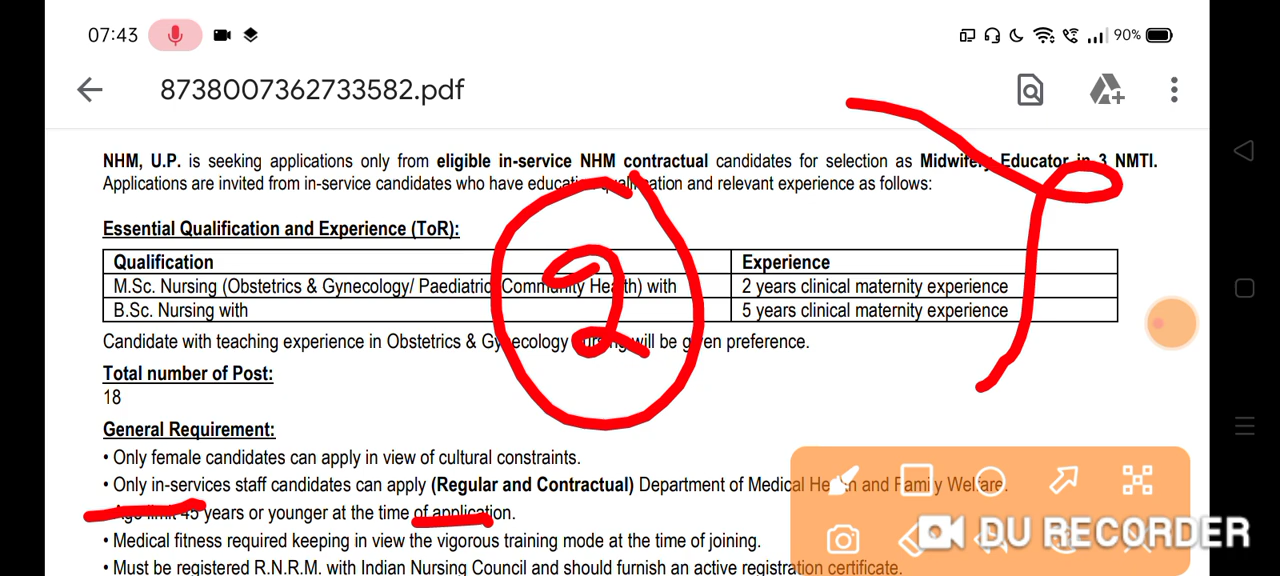 07:43
90%
8738007362733582.pdf
NHM, U.P. is seeking applications only from eligible in-service NHM contractual candidates for selection as Midwifery Educator in 3 NMTI.
Applications are invited from in-service candidates who have education qualification and relevant experience as follows:
Essential Qualification and Experience (ToR):
Qualification Experience
M.Sc. Nursing (Obstetrics & Gynecology/ Paediatric Community Health) with 2 years clinical maternity experience
B.Sc. Nursing with 5 years clinical maternity experience
Candidate with teaching experience in Obstetrics & Gynecology Nursing will be given preference.
2
Total number of Post:
18
General Requirement:
• Only female candidates can apply in view of cultural constraints.
• Only in-services staff candidates can apply (Regular and Contractual) Department of Medical Health and Family Welfare.
• Age limit 45 years or younger at the time of application.
• Medical fitness required keeping in view the vigorous training mode at the time of joining.
• Must be registered R.N.R.M. with Indian Nursing Council and should furnish an active registration certificate.
DU RECORDER